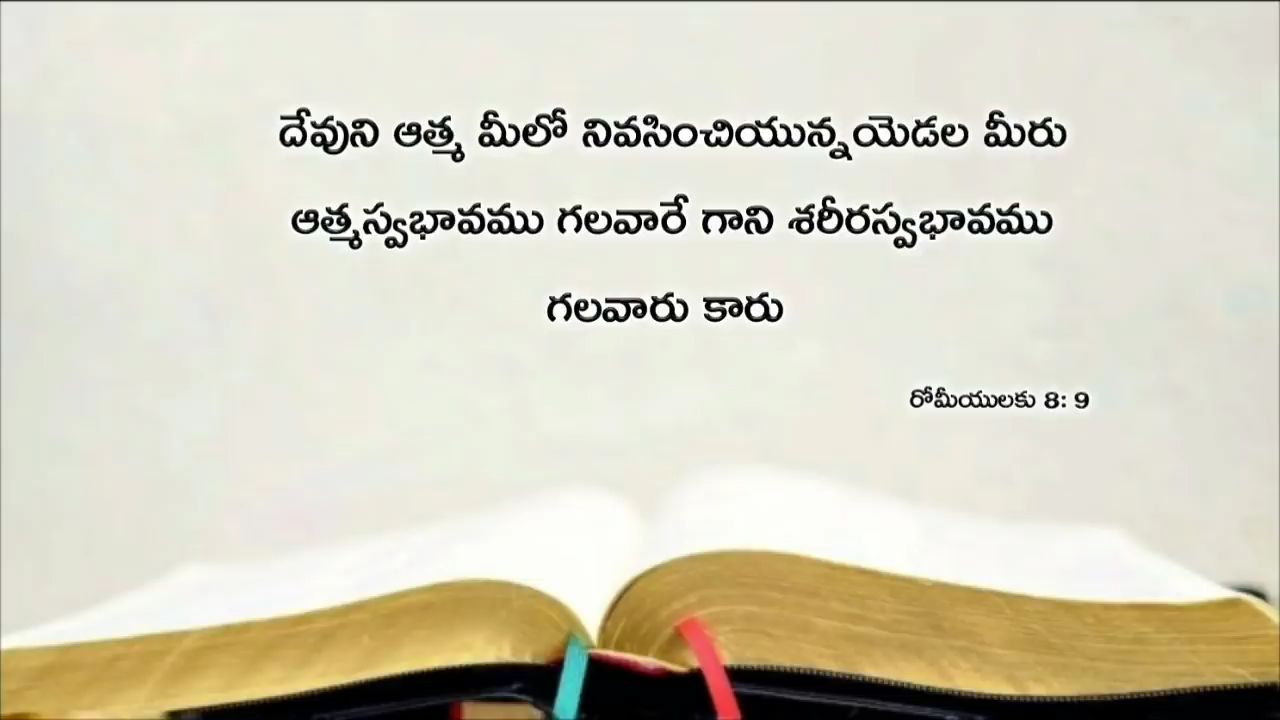 దేవుని ఆత్మ మీలో నివసించియున్నయెడల మీరు
ఆత్మస్వభావము గలవారే గాని శరీరస్వభావము
గలవారు కారు
రోమీయులకు 8: 9